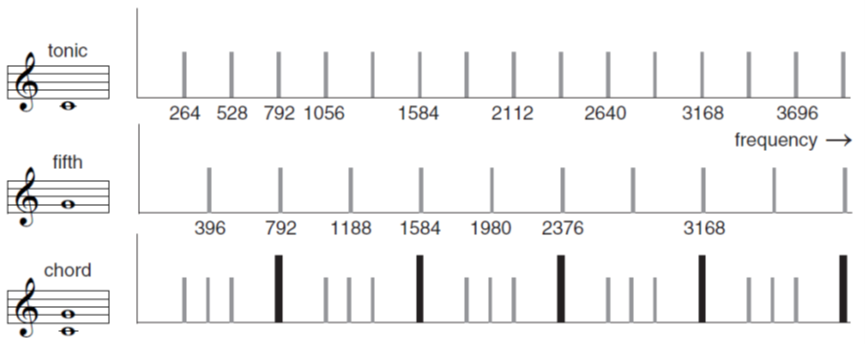 tonic
264 528 792 1056 1584 2112 2640 3168 3696
frequency →
fifth
396 792 1188 1584 1980 2376 3168
chord